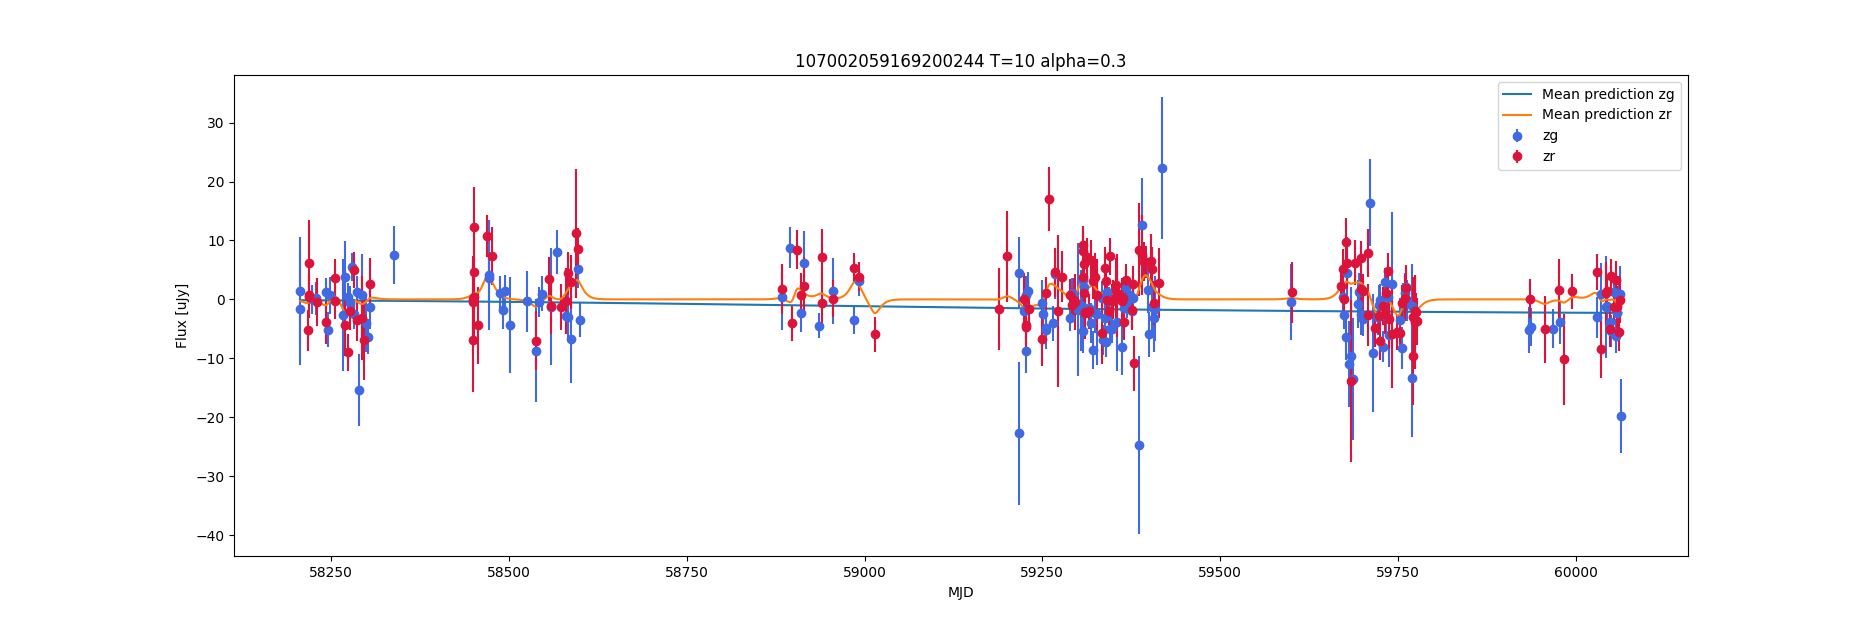 107002059169200244 T=10 alpha=0.3
Mean prediction zg
Mean prediction zr
zg
zr
Flux [uJy]
30
20
10
0
−10
−20
−30
−40
58250 58500 58750 59000 59250 59500 59750 60000
MJD